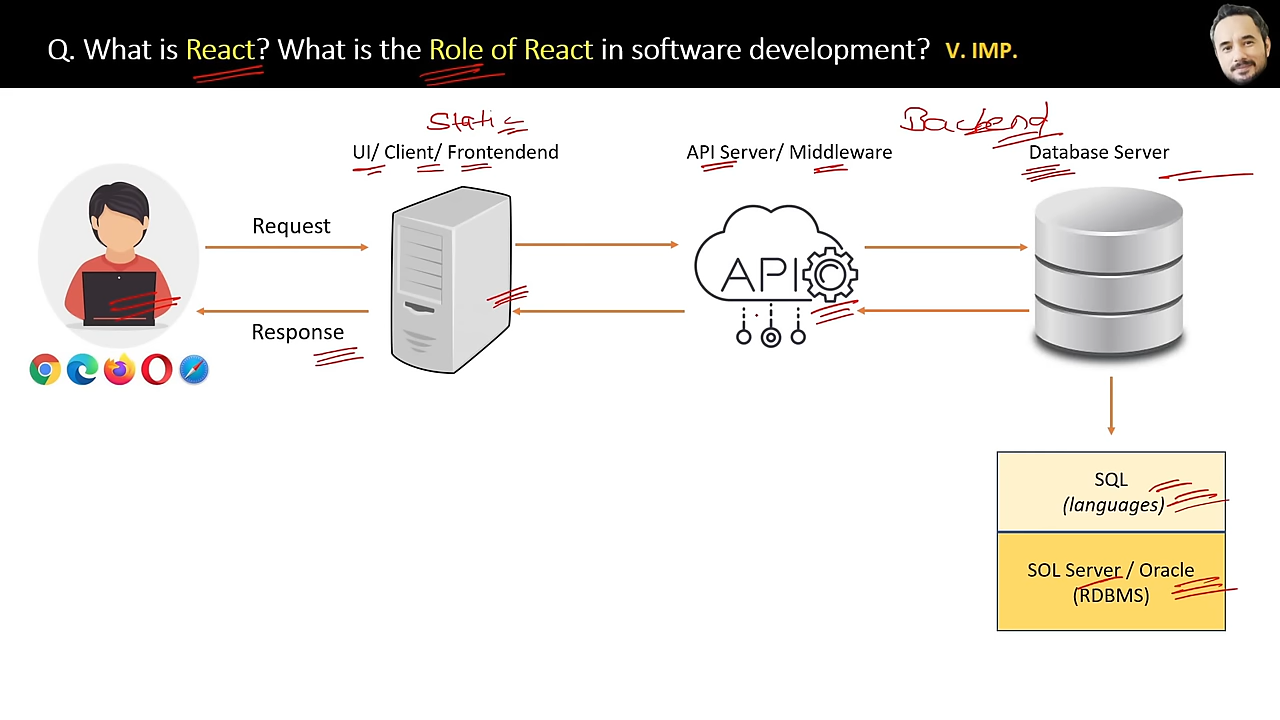 Q. What is React? What is the Role of React in software development? V. IMP.
Static
Backend
UI/ Client/ Frontendend
API Server/ Middleware
Database Server
Request
Response
API
SQL
(languages)
SOL Server / Oracle
(RDBMS)